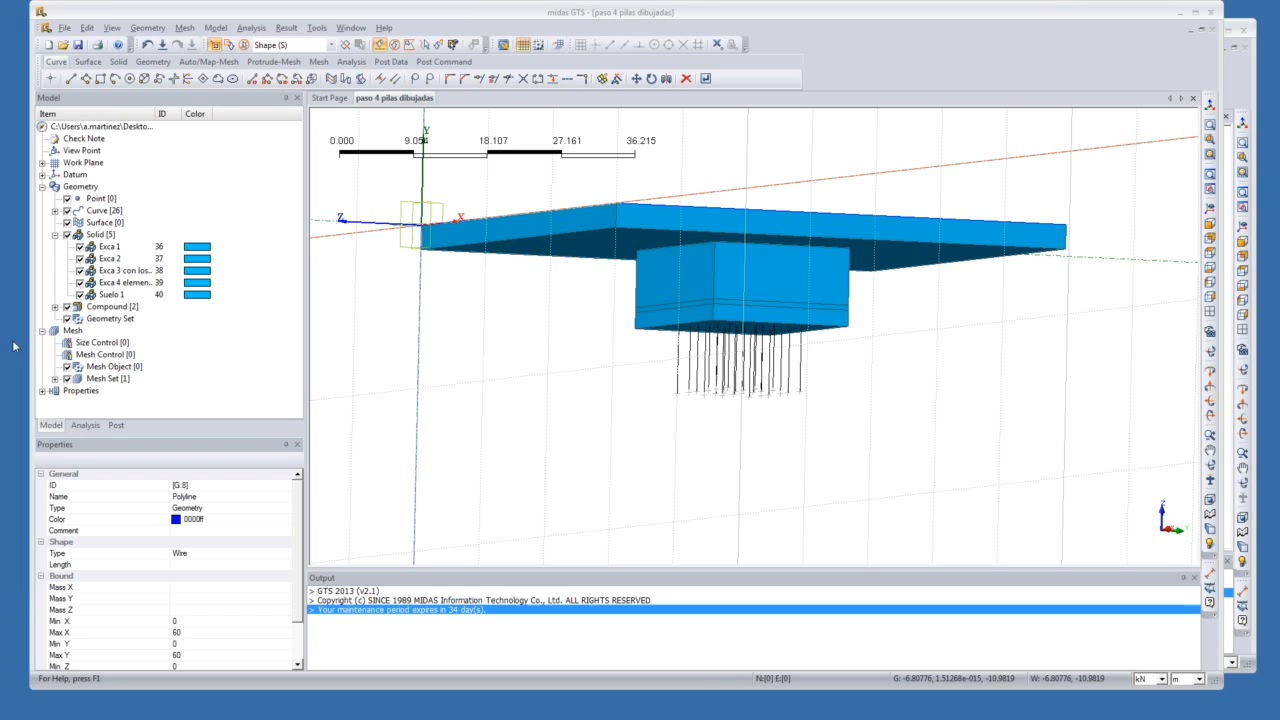 midas GTS - [paso 4 pilas dibujadas]
File Edit View Geometry Mesh Model Analysis Result Tools Window Help
Shape (S)
Curve Surface Solid Geometry Auto/Map-Mesh Protrude-Mesh Mesh Analysis Post Data Post Command
Model
Start Page paso 4 pilas dibujadas
Item ID Color
C:\Users\a.martinez\Deskto...
Check Note
View Point
Work Plane
Datum
Geometry
Point [0]
Curve [26]
Surface [0]
Solid [5]
Exca 1 36
Exca 2 37
Exca 3 con los... 38
Exca 4 elemen... 39
Suelo 1 40
Compound [2]
Geometry Set
Mesh
Size Control [0]
Mesh Control [0]
Mesh Object [0]
Mesh Set [1]
Properties
Model Analysis Post
0.000 9.054 18.107 27.161 36.215
Y
Z X
Z
Properties
General
ID [G:8]
Name Polyline
Type Geometry
Color 0000ff
Comment
Shape
Type Wire
Length
Bound
Mass X
Mass Y
Mass Z
Min X 0
Max X 60
Min Y 0
Max Y 60
Min Z 0
Output
> GTS 2013 (v2.1)
> Copyright (c) SINCE 1989 MIDAS Information Technology Co., Ltd. ALL RIGHTS RESERVED
> Your maintenance period expires in 34 day(s).
For Help, press F1 N:[0] E:[0] G: -6.80776, 1.51268e-015, -10.9819 W: -6.80776, -10.9819 kN m